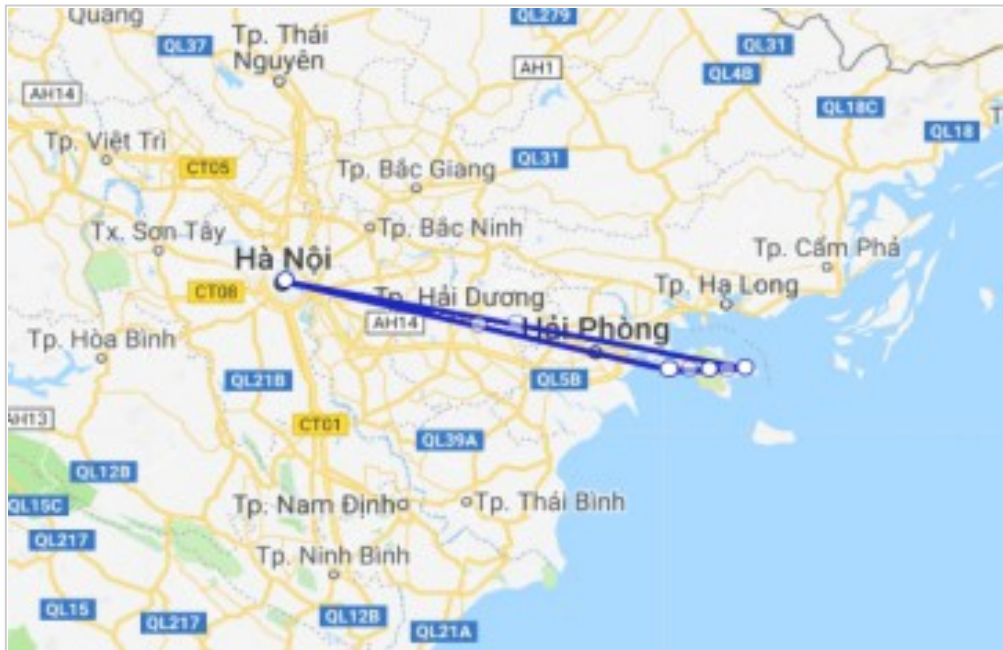 Quang
QL279
QL37
Tp. Thái
Nguyên
QL31
AH1
QL4B
AH14
QL18C
QL18
Tp. Việt Trì
CT05
QL31
Tp. Bắc Giang
Tx. Sơn Tây
Tp. Bắc Ninh
Hà Nội
Tp. Cẩm Phả
CT08
Tp. Hải Dương
Tp. Hạ Long
AH14
Hải Phòng
Tp. Hòa Bình
QL21B
QL5B
AH13
CT01
QL39A
QL12B
QL15C
Tp. Nam Định
Tp. Thái Bình
QL217
Tp. Ninh Bình
QL15
QL217
QL12B
QL21A